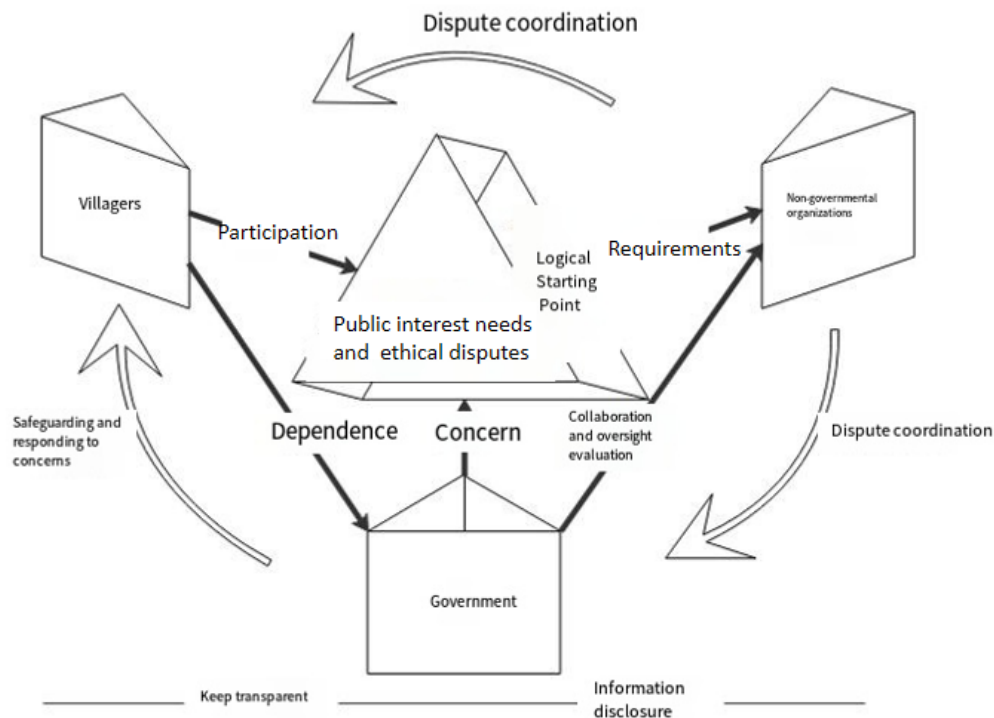 Dispute coordination
Villagers
Non-governmental
organizations
Participation
Requirements
Logical
Starting
Point
Public interest needs
and ethical disputes
Safeguarding and
responding to
concerns
Dependence
Concern
Collaboration
and oversight
evaluation
Dispute coordination
Government
Keep transparent
Information
disclosure